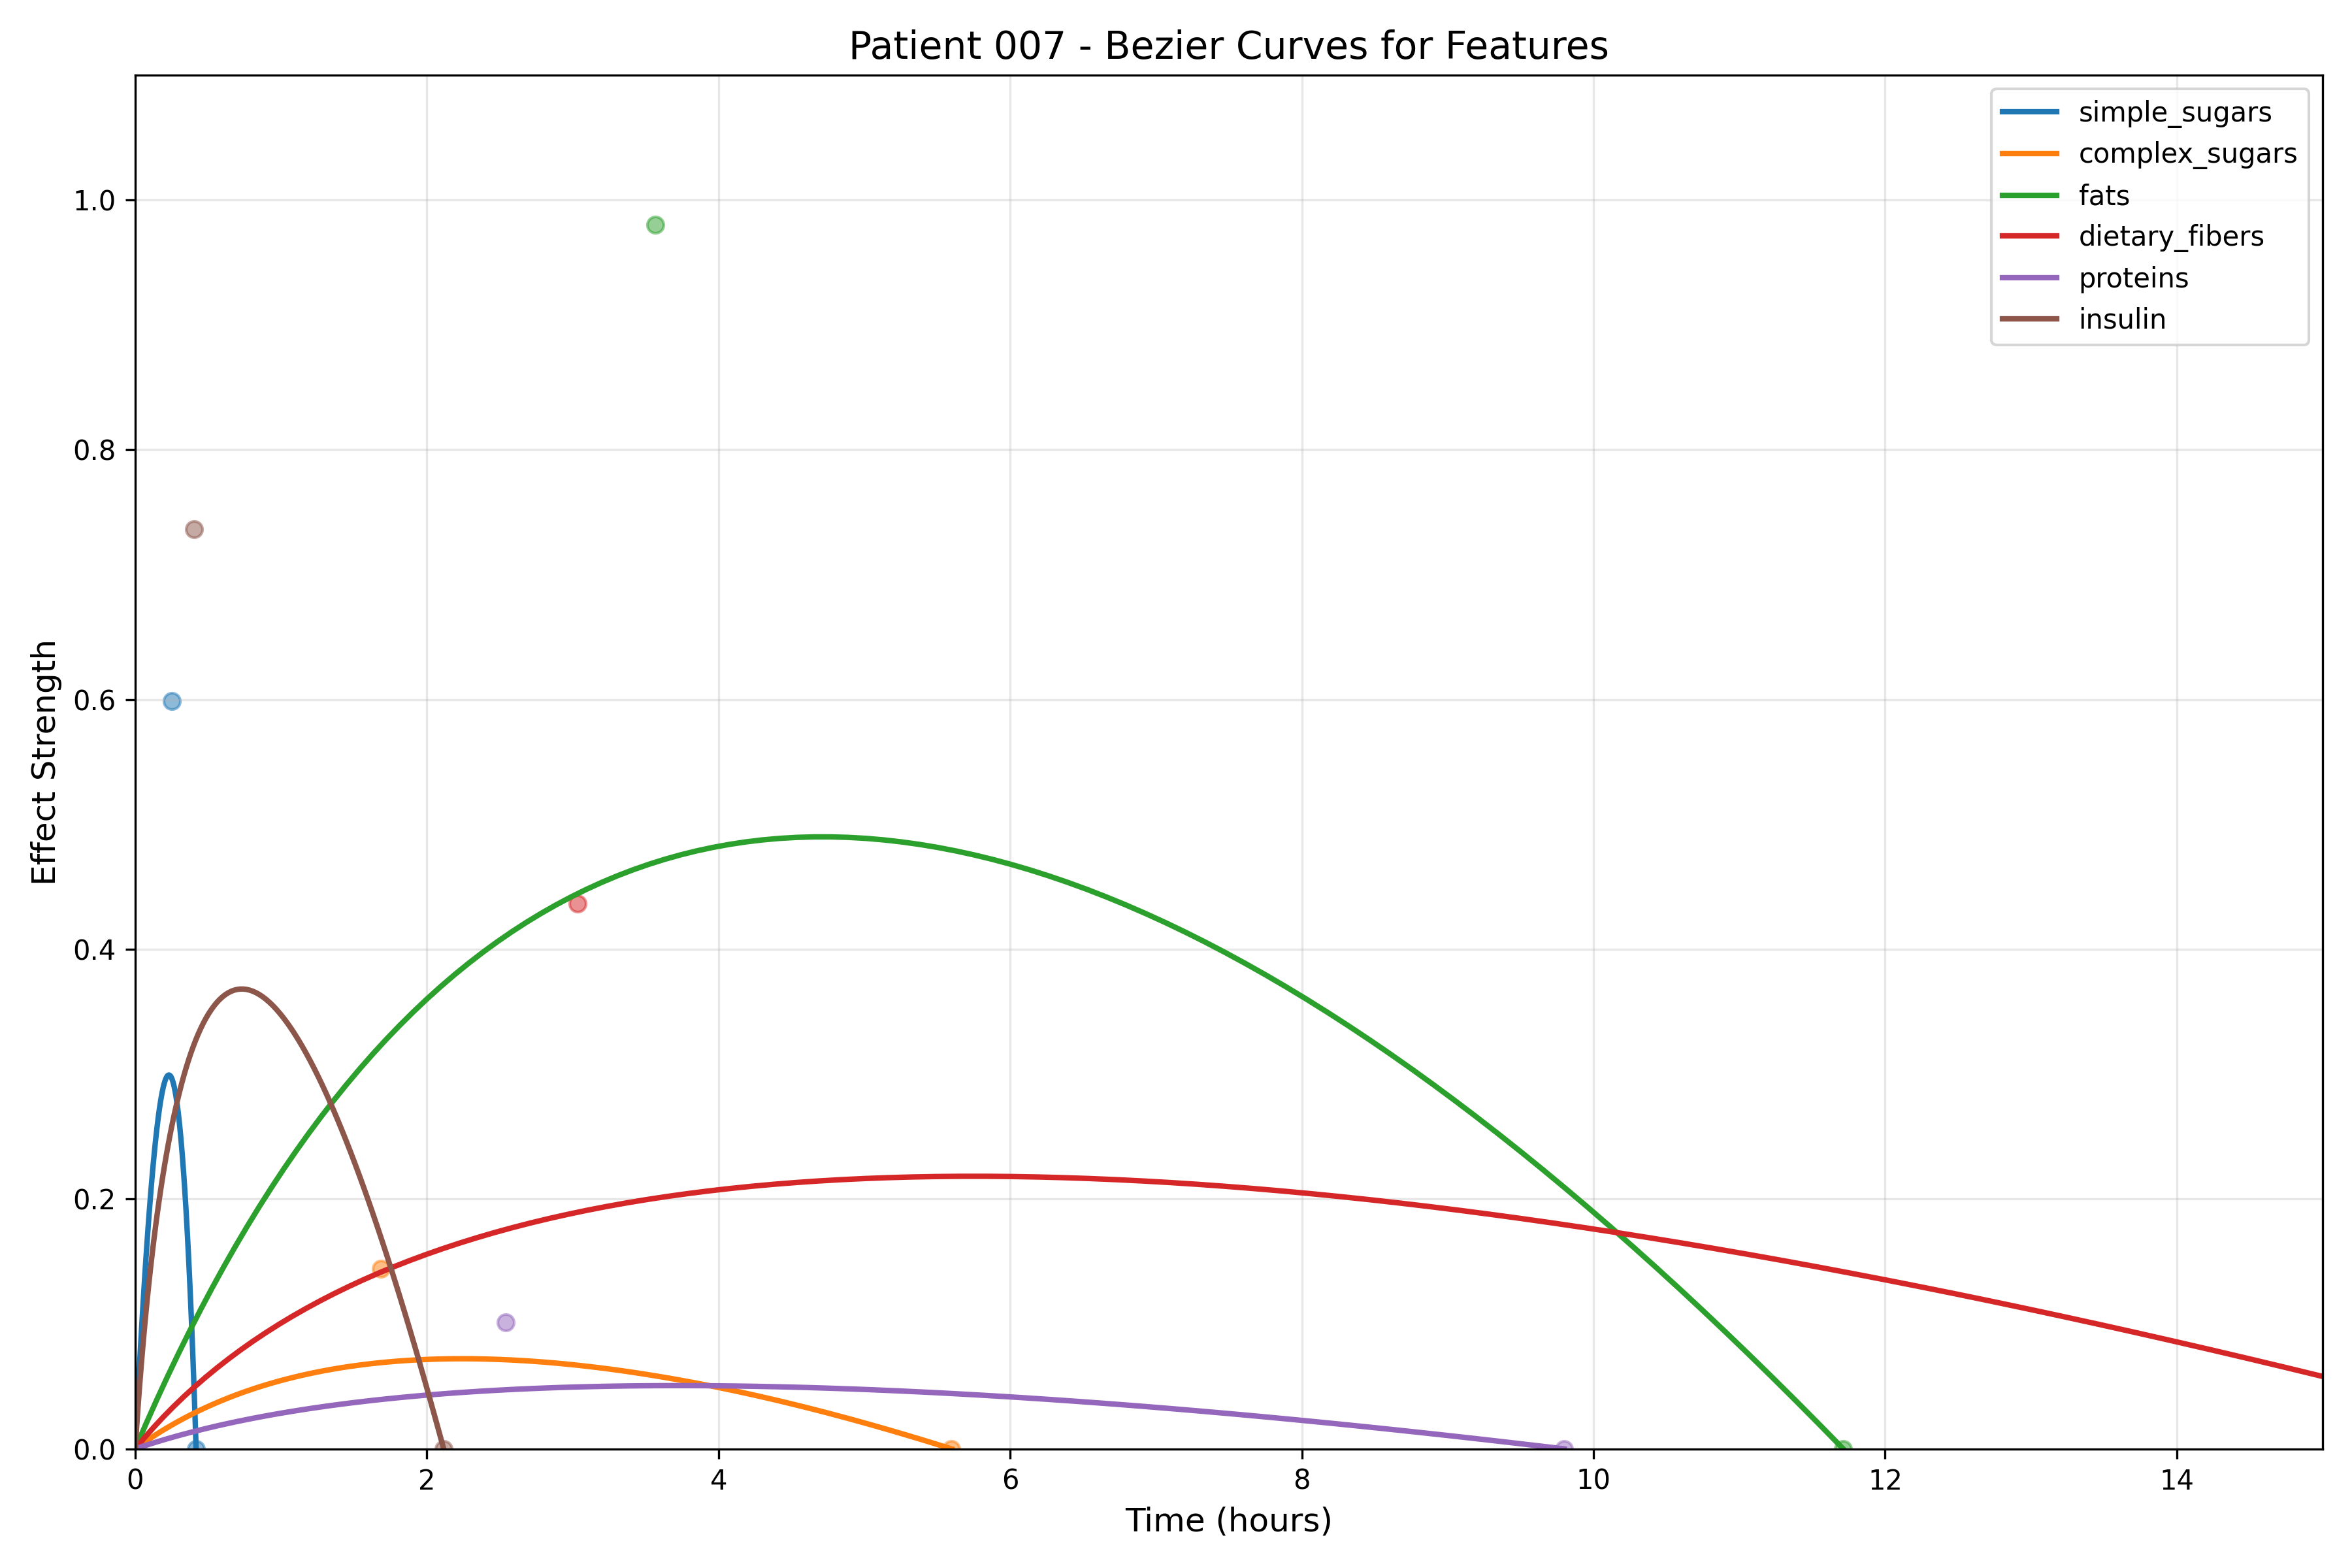 Patient 007 - Bezier Curves for Features
simple_sugars
complex_sugars
fats
dietary_fibers
proteins
insulin
Effect Strength
1.0
0.8
0.6
0.4
0.2
0.0
0 2 4 6 8 10 12 14
Time (hours)